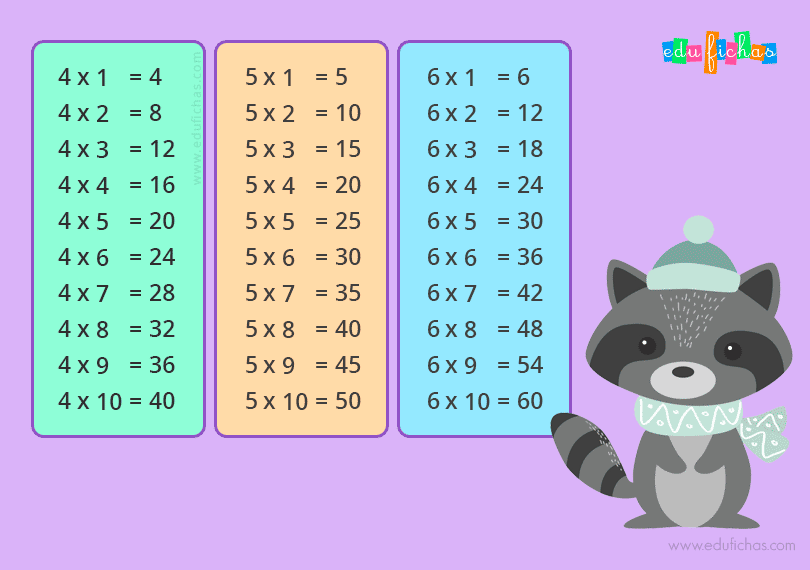 edufichas
4 x 1 = 4
4 x 2 = 8
4 x 3 = 12
4 x 4 = 16
4 x 5 = 20
4 x 6 = 24
4 x 7 = 28
4 x 8 = 32
4 x 9 = 36
4 x 10 = 40
www.edufichas.com
5 x 1 = 5
5 x 2 = 10
5 x 3 = 15
5 x 4 = 20
5 x 5 = 25
5 x 6 = 30
5 x 7 = 35
5 x 8 = 40
5 x 9 = 45
5 x 10 = 50
6 x 1 = 6
6 x 2 = 12
6 x 3 = 18
6 x 4 = 24
6 x 5 = 30
6 x 6 = 36
6 x 7 = 42
6 x 8 = 48
6 x 9 = 54
6 x 10 = 60
www.edufichas.com